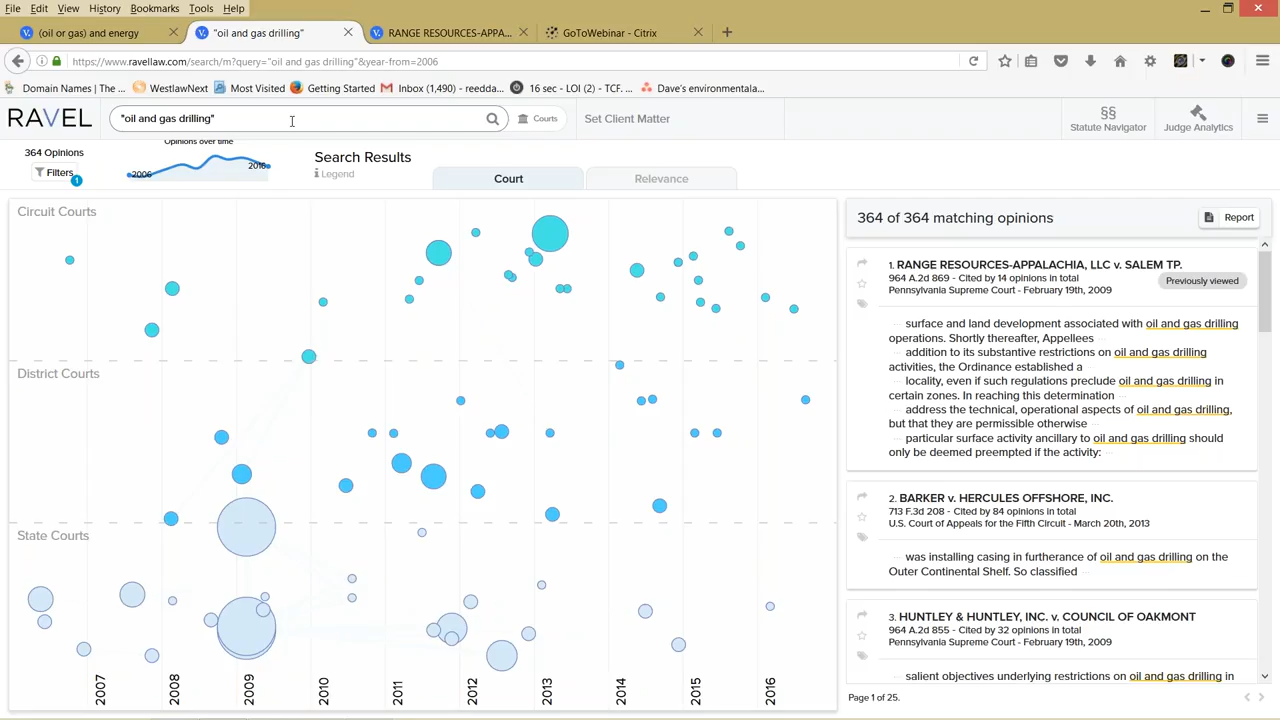 File Edit View History Bookmarks Tools Help
(oil or gas) and energy
"oil and gas drilling"
RANGE RESOURCES-APPA...
GoToWebinar - Citrix
https://www.ravellaw.com/search/m?query="oil and gas drilling"&year-from=2006
Domain Names | The ...
WestlawNext
Most Visited
Getting Started
Inbox (1,490) - reedda...
16 sec - LOI (2) - TCF. ...
Dave's environmenta...
RAVEL
"oil and gas drilling"
Courts
Set Client Matter
§§
Statute Navigator
Judge Analytics
364 Opinions
Filters
1
Opinions over time
2006
2016
Search Results
Legend
Court
Relevance
Circuit Courts
District Courts
State Courts
2007
2008
2009
2010
2011
2012
2013
2014
2015
2016
364 of 364 matching opinions
Report
1. RANGE RESOURCES-APPALACHIA, LLC v. SALEM TP.
964 A.2d 869 - Cited by 14 opinions in total
Pennsylvania Supreme Court - February 19th, 2009
Previously viewed
surface and land development associated with oil and gas drilling
operations. Shortly thereafter, Appellees
addition to its substantive restrictions on oil and gas drilling
activities, the Ordinance established a
locality, even if such regulations preclude oil and gas drilling in
certain zones. In reaching this determination
address the technical, operational aspects of oil and gas drilling,
but that they are permissible otherwise
particular surface activity ancillary to oil and gas drilling should
only be deemed preempted if the activity:
2. BARKER v. HERCULES OFFSHORE, INC.
713 F.3d 208 - Cited by 84 opinions in total
U.S. Court of Appeals for the Fifth Circuit - March 20th, 2013
was installing casing in furtherance of oil and gas drilling on the
Outer Continental Shelf. So classified
3. HUNTLEY & HUNTLEY, INC. v. COUNCIL OF OAKMONT
964 A.2d 855 - Cited by 32 opinions in total
Pennsylvania Supreme Court - February 19th, 2009
salient objectives underlying restrictions on oil and gas drilling in
Page 1 of 25.